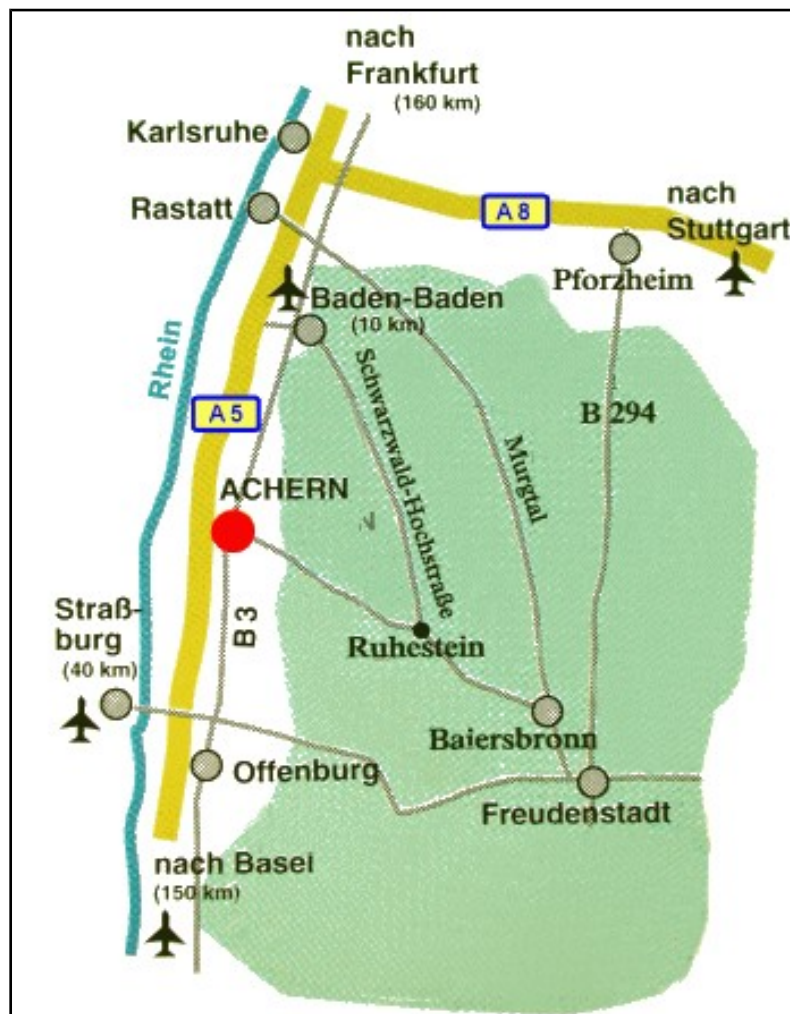 nach
Frankfurt
(160 km)
Karlsruhe
Rastatt
nach
Stuttgart
A 8
Pforzheim
Baden-Baden
(10 km)
Rhein
Schwarzwald-Hochstraße
A 5
B 294
Murgtal
ACHERN
B 3
Straß-
burg
(40 km)
Ruhestein
Baiersbronn
Offenburg
Freudenstadt
nach Basel
(150 km)